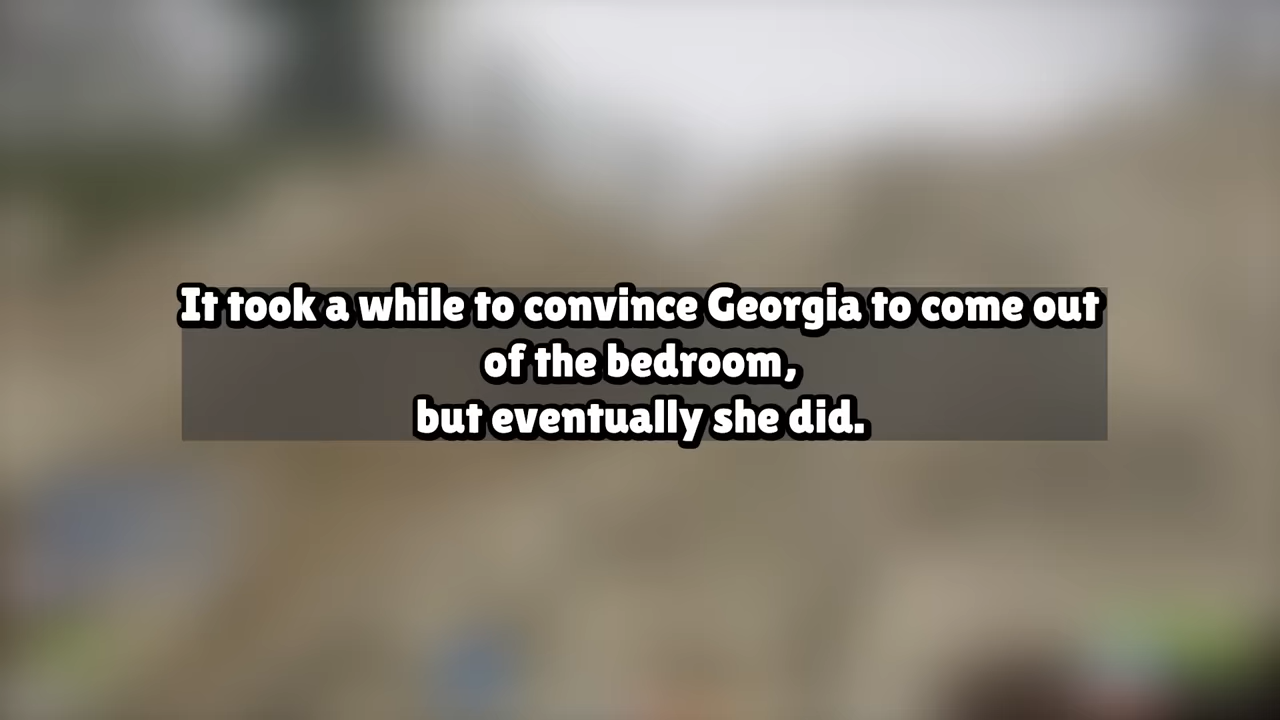 It took a while to convince Georgia to come out
of the bedroom,
but eventually she did.